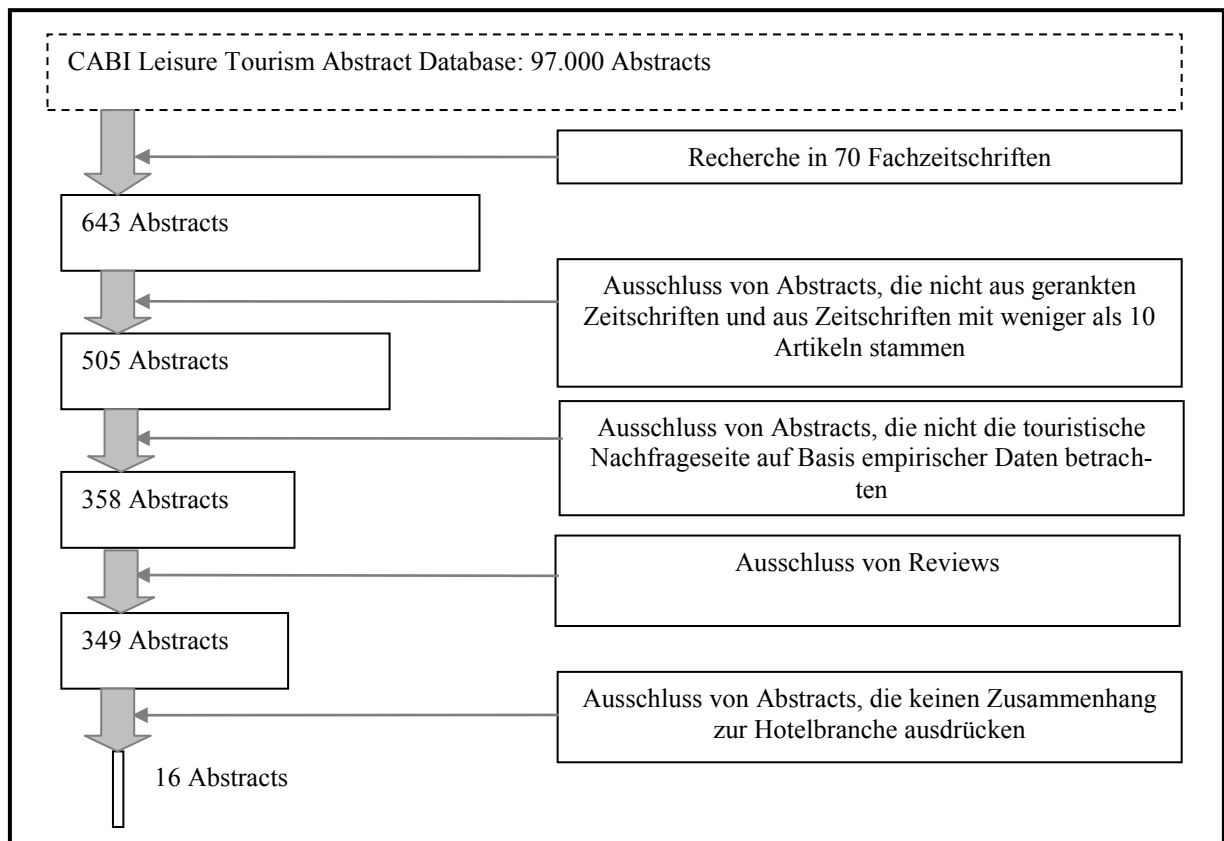 CABI Leisure Tourism Abstract Database: 97.000 Abstracts
Recherche in 70 Fachzeitschriften
643 Abstracts
Ausschluss von Abstracts, die nicht aus gerankten
Zeitschriften und aus Zeitschriften mit weniger als 10
Artikeln stammen
505 Abstracts
Ausschluss von Abstracts, die nicht die touristische
Nachfrageseite auf Basis empirischer Daten betrach-
ten
358 Abstracts
Ausschluss von Reviews
349 Abstracts
Ausschluss von Abstracts, die keinen Zusammenhang
zur Hotelbranche ausdrücken
16 Abstracts